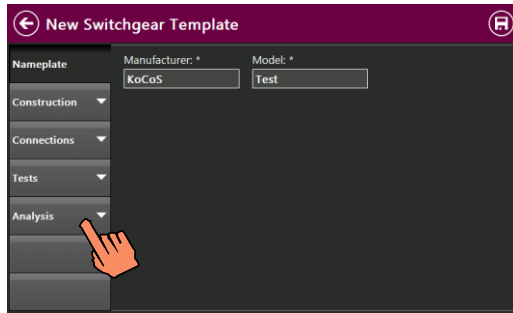 New Switchgear Template
Nameplate
Manufacturer: *
Model: *
KoCoS
Test
Construction
Connections
Tests
Analysis